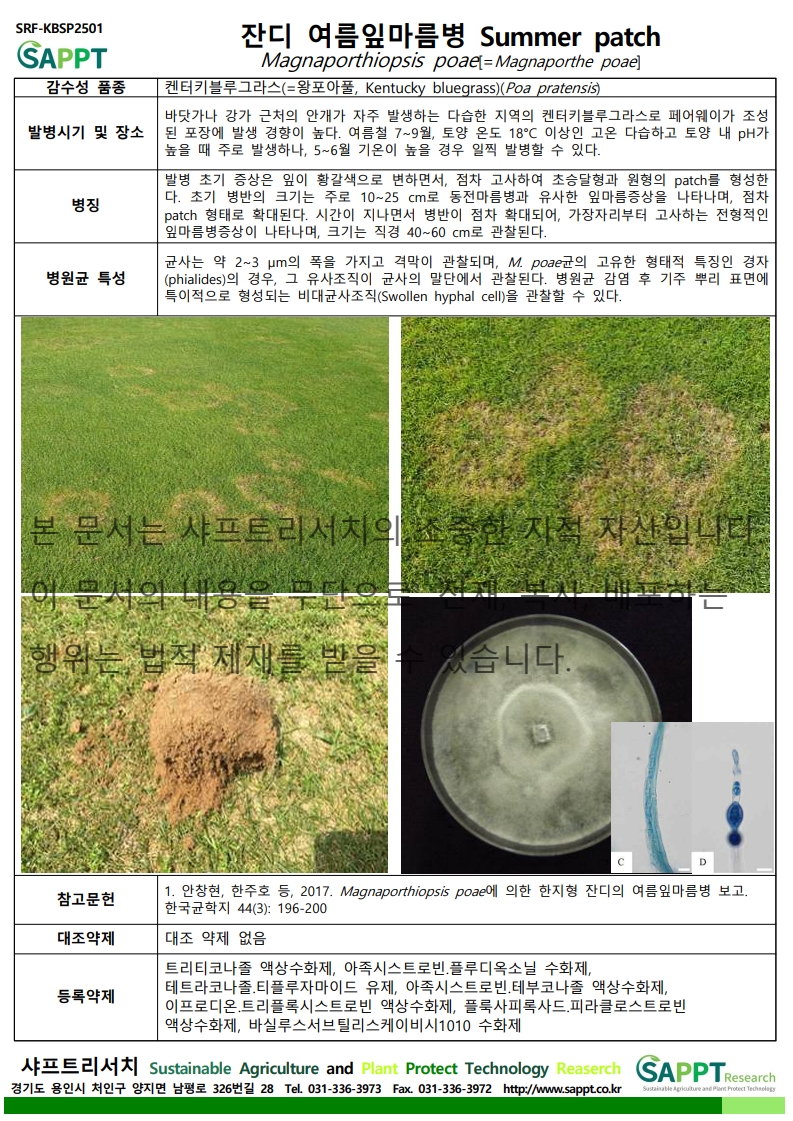 SRF-KBSP2501
SAPPT
잔디 여름잎마름병 Summer patch
Magnaporthiopsis poae[=Magnaporthe poae]
감수성 품종
켄터키블루그라스(=왕포아풀, Kentucky bluegrass)(Poa pratensis)
발병시기 및 장소
바닷가나 강가 근처의 안개가 자주 발생하는 다습한 지역의 켄터키블루그라스로 페어웨이가 조성
된 포장에 발생 경향이 높다. 여름철 7~9월, 토양 온도 18℃ 이상인 고온 다습하고 토양 내 pH가
높을 때 주로 발생하나, 5~6월 기온이 높을 경우 일찍 발병할 수 있다.
병징
발병 초기 증상은 잎이 황갈색으로 변하면서, 점차 고사하여 초승달형과 원형의 patch를 형성한
다. 초기 병반의 크기는 주로 10~25 cm로 동전마름병과 유사한 잎마름증상을 나타나며, 점차
patch 형태로 확대된다. 시간이 지나면서 병반이 점차 확대되어, 가장자리부터 고사하는 전형적인
잎마름병증상이 나타나며, 크기는 직경 40~60 cm로 관찰된다.
병원균 특성
균사는 약 2~3 μm의 폭을 가지고 격막이 관찰되며, M. poae균의 고유한 형태적 특징인 경자
(phialides)의 경우, 그 유사조직이 균사의 말단에서 관찰된다. 병원균 감염 후 기주 뿌리 표면에
특이적으로 형성되는 비대균사조직(Swollen hyphal cell)을 관찰할 수 있다.
본 문서는 샤프트리서치의 소중한 지적 자산입니다.
이 문서의 내용을 무단으로 전재, 복사, 배포하는
행위는 법적 제재를 받을 수 있습니다.
C
D
참고문헌
1. 안창현, 한주호 등, 2017. Magnaporthiopsis poae에 의한 한지형 잔디의 여름잎마름병 보고.
한국균학지 44(3): 196-200
대조약제
대조 약제 없음
등록약제
트리티코나졸 액상수화제, 아족시스트로빈.플루디옥소닐 수화제,
테트라코나졸.티플루자마이드 유제, 아족시스트로빈.테부코나졸 액상수화제,
이프로디온.트리플록시스트로빈 액상수화제, 플룩사피록사드.피라클로스트로빈
액상수화제, 바실루스서브틸리스케이비시1010 수화제
샤프트리서치 Sustainable Agriculture and Plant Protect Technology Reaserch
경기도 용인시 처인구 양지면 남평로 326번길 28 Tel. 031-336-3973 Fax. 031-336-3972 http://www.sappt.co.kr
SAPPT Research
Sustainable Agriculture and Plant Protect Technology